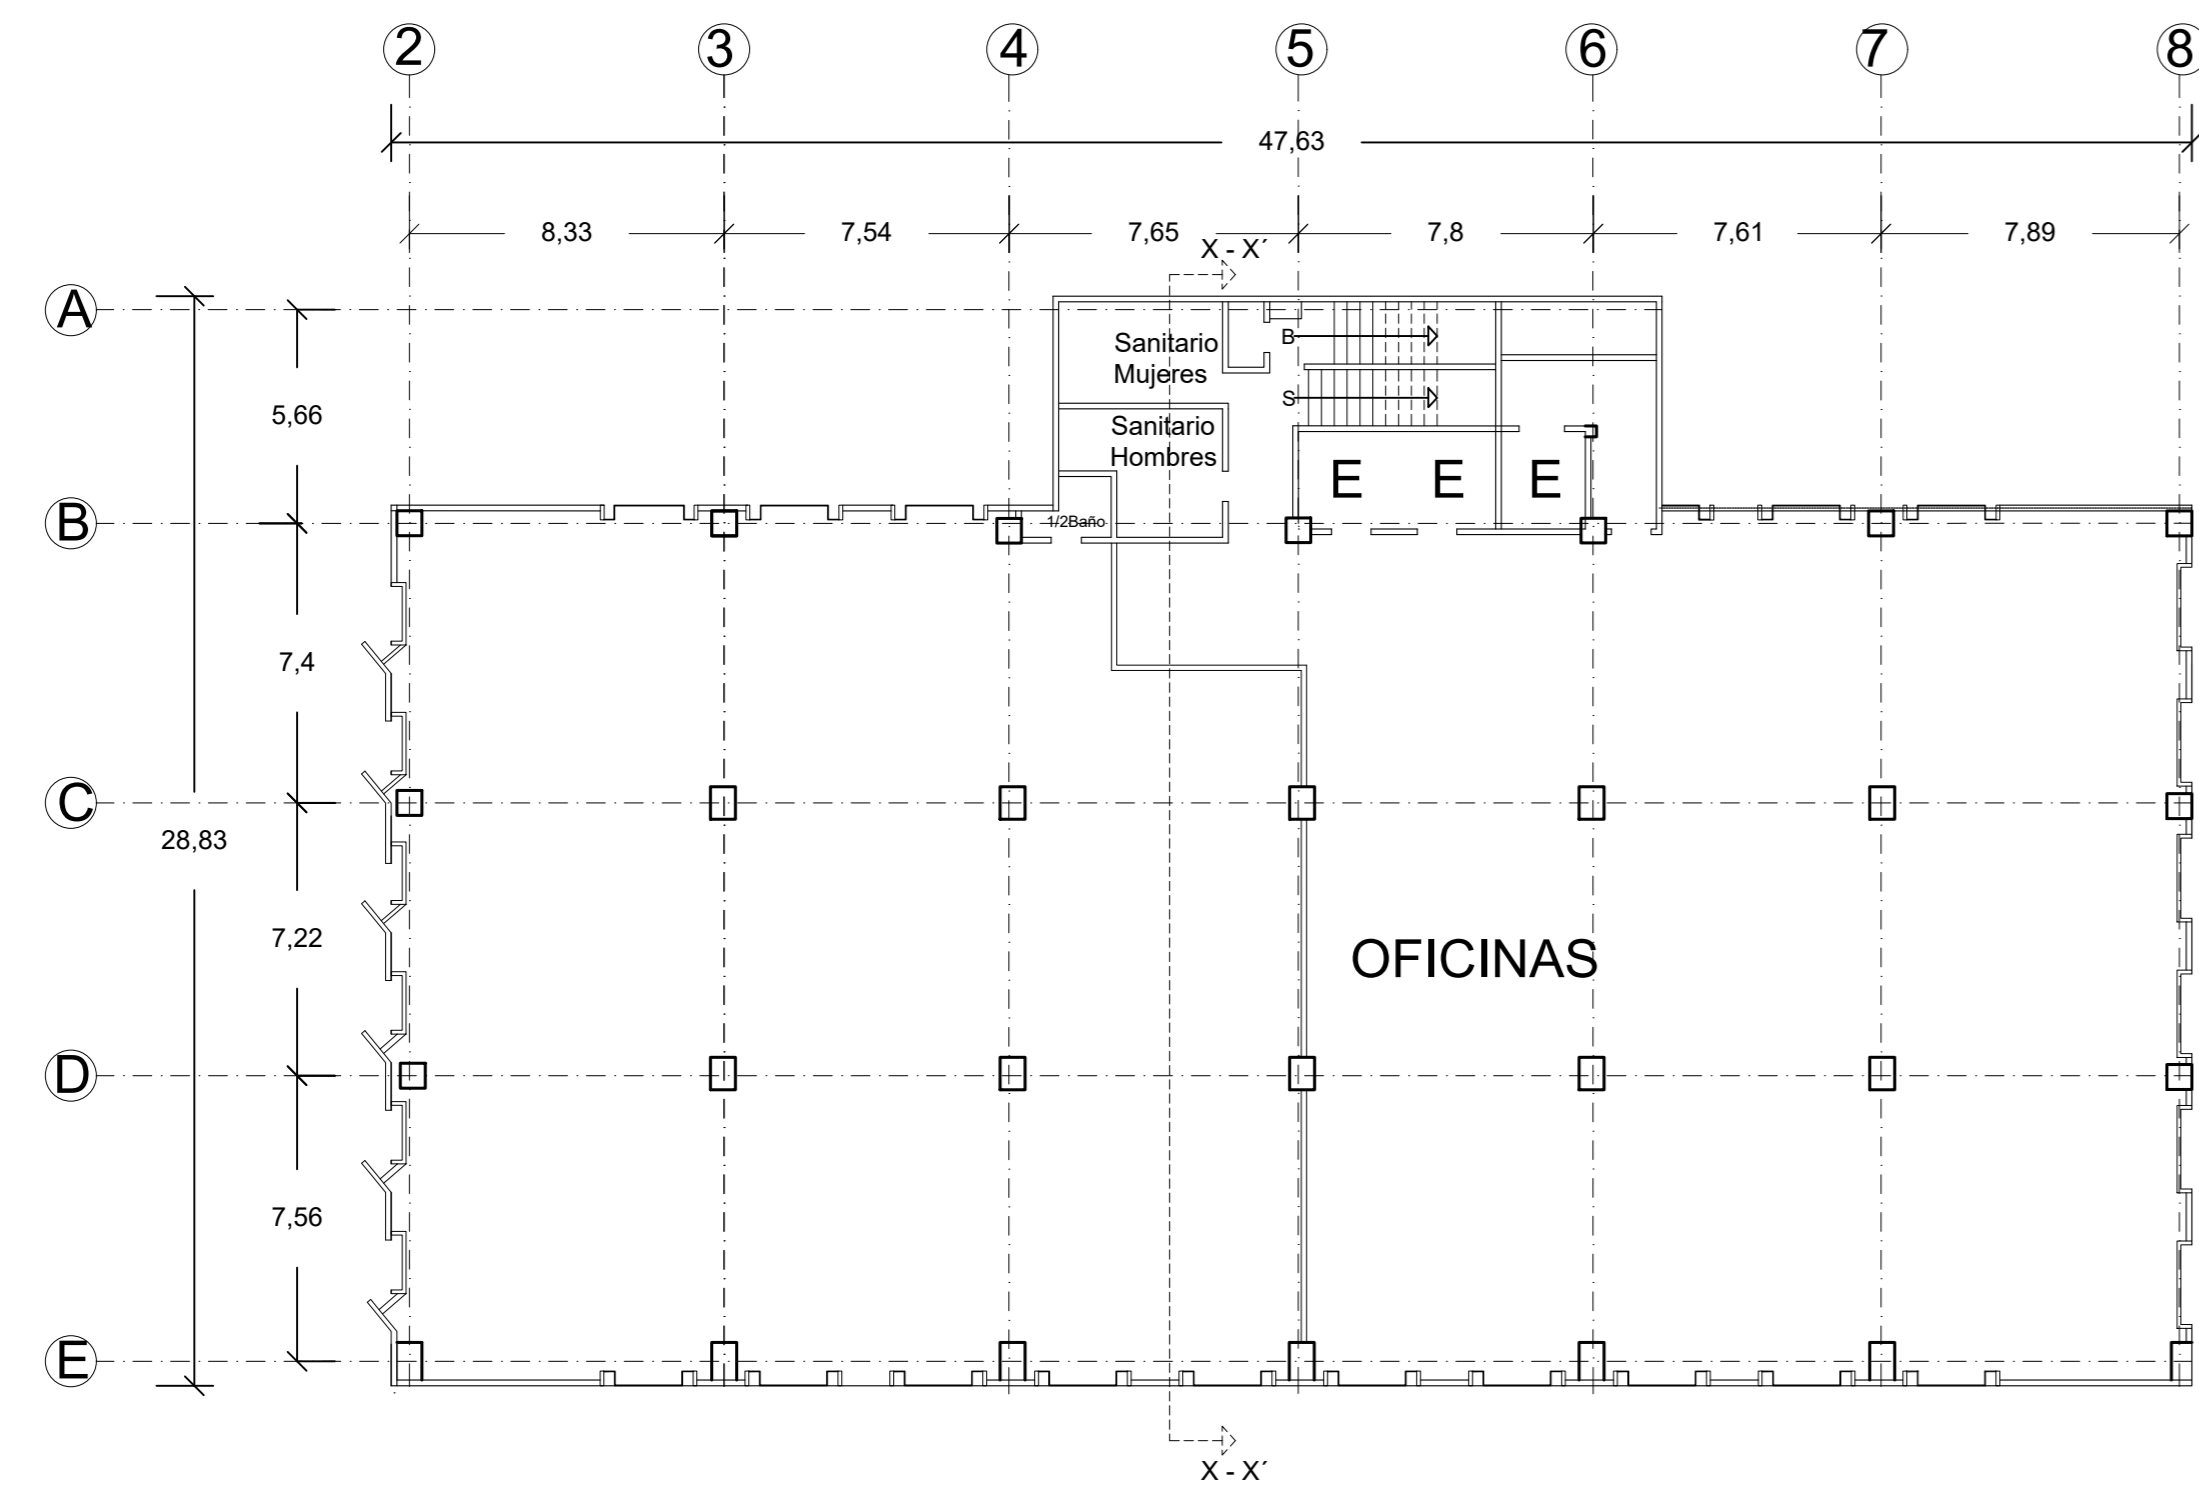 2 3 4 5 6 7 8
47,63
8,33 7,54 7,65 7,8 7,61 7,89
X - X´
A
Sanitario
Mujeres
B
S
5,66
Sanitario
Hombres
E E E
B
1/2Baño
7,4
C
28,83
7,22
OFICINAS
D
7,56
E
X - X´